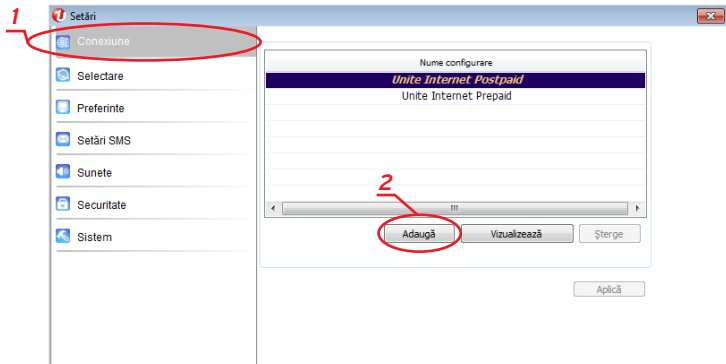 1
Setări
Conexiune
Selectare
Preferinte
Setări SMS
Sunete
Securitate
Sistem
Nume configurare
Unite Internet Postpaid
Unite Internet Prepaid
2
Adaugă
Vizualizează
Şterge
Aplică